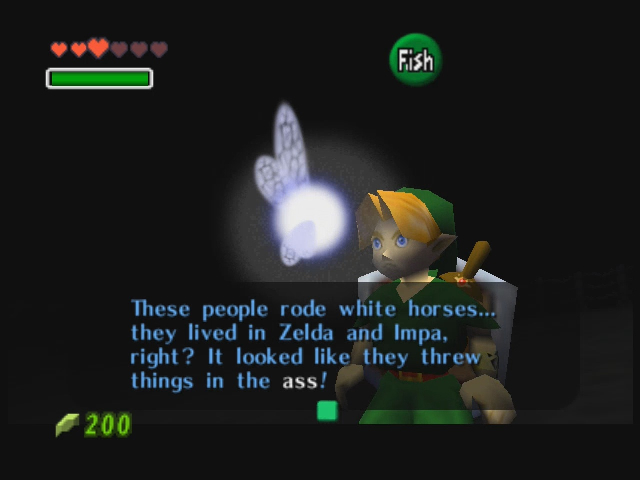 Fish
These people rode white horses...
they lived in Zelda and Impa,
right? It looked like they threw
things in the ass!
200